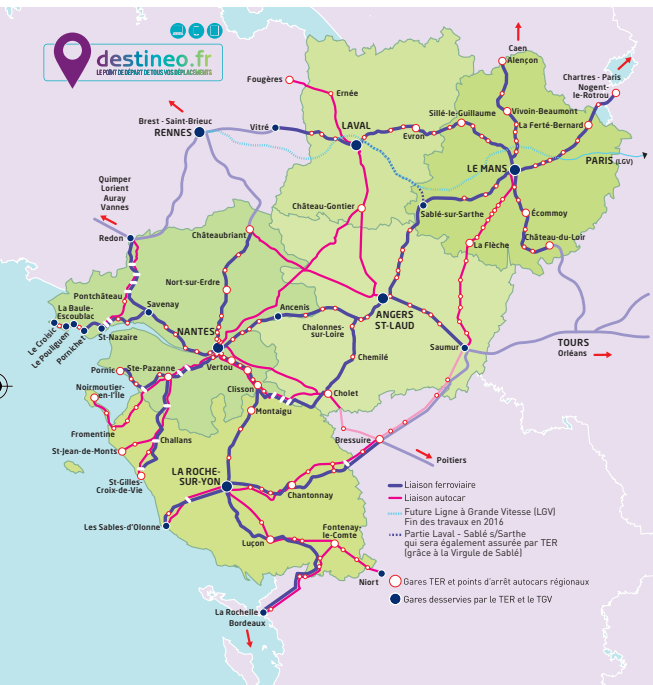 destineo.fr
LE POINT DE DÉPART DE TOUS VOS DÉPLACEMENTS
Caen
Alençon
Chartres - Paris
Nogent-
le-Rotrou
Fougères
Ernée
Vivoin-Beaumont
Sillé-le-Guillaume
La Ferté-Bernard
Brest - Saint-Brieuc
RENNES
Vitré
LAVAL
Evron
LE MANS
PARIS (LGV)
Quimper
Lorient
Auray
Vannes
Redon
Château-Gontier
Sablé-sur-Sarthe
Écommoy
Châteaubriant
La Flèche
Château-du-Loir
Nort-sur-Erdre
Pontchâteau
Savenay
La Baule-
Escoublac
Le Croisic
Le Pouliguen
Pornichet
St-Nazaire
Ancenis
Chalonnes-
sur-Loire
ANGERS
ST-LAUD
NANTES
Saumur
TOURS
Orléans
Chemillé
Pornic
Ste-Pazanne
Vertou
Clisson
Cholet
Noirmoutier-
en-l'Île
Montaigu
Fromentine
Challans
Bressuire
St-Jean-de-Monts
Poitiers
St-Gilles-
Croix-de-Vie
LA ROCHE-
SUR-YON
Chantonnay
Les Sables-d'Olonne
Luçon
Fontenay-
le-Comte
Niort
La Rochelle
Bordeaux
Liaison ferroviaire
Liaison autocar
Future Ligne à Grande Vitesse (LGV)
Fin des travaux en 2016
Partie Laval - Sablé s/Sarthe
qui sera également assurée par TER
(grâce à la Virgule de Sablé)
Gares TER et points d'arrêt autocars régionaux
Gares desservies par le TER et le TGV